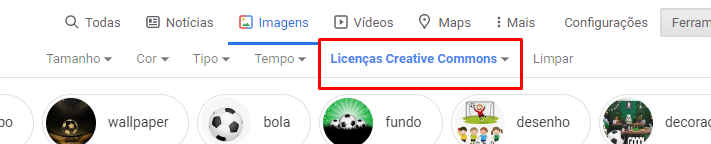 Todas Notícias Imagens Vídeos Maps Mais Configurações Ferram
Tamanho Cor Tipo Tempo Licenças Creative Commons Limpar
po wallpaper bola fundo desenho decoraç